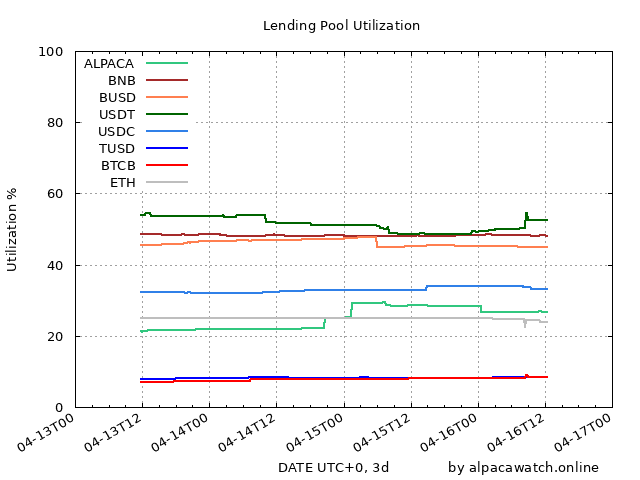 Lending Pool Utilization
100
80
60
40
20
0
Utilization %
ALPACA
BNB
BUSD
USDT
USDC
TUSD
BTCB
ETH
04-13T00
04-13T12
04-14T00
04-14T12
04-15T00
04-15T12
04-16T00
04-16T12
04-17T00
DATE UTC+0, 3d
by alpacawatch.online